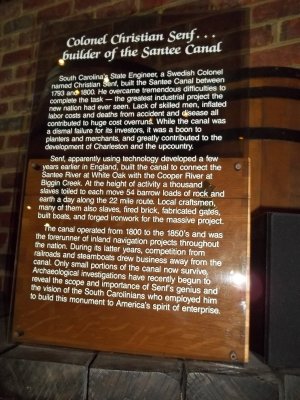 Colonel Christian Senf. . .
builder of the Santee Canal
South Carolina's State Engineer, a Swedish Colonel
named Christian Senf, built the Santee Canal between
1793 and 1800. He overcame tremendous difficulties to
complete the task — the greatest industrial project the
new nation had ever seen. Lack of skilled men, inflated
labor costs and deaths from accident and disease all
contributed to huge cost overruns. While the canal was
a dismal failure for its investors, it was a boon to
planters and merchants, and greatly contributed to the
development of Charleston and the upcountry.
Senf, apparently using technology developed a few
years earlier in England, built the canal to connect the
Santee River at White Oak with the Cooper River at
Biggin Creek. At the height of activity a thousand
slaves toiled to each move 54 barrow loads of rock and
earth a day along the 22 mile route. Local craftsmen,
many of them also slaves, fired brick, fabricated gates,
built boats, and forged ironwork for the massive project.
The canal operated from 1800 to the 1850's and was
the forerunner of inland navigation projects throughout
the nation. During its latter years, competition from
railroads and steamboats drew business away from the
canal. Only small portions of the canal now survive.
Archaeological investigations have recently begun to
reveal the scope and importance of Senf's genius and
the vision of the South Carolinians who employed him
to build this monument to America's spirit of enterprise.